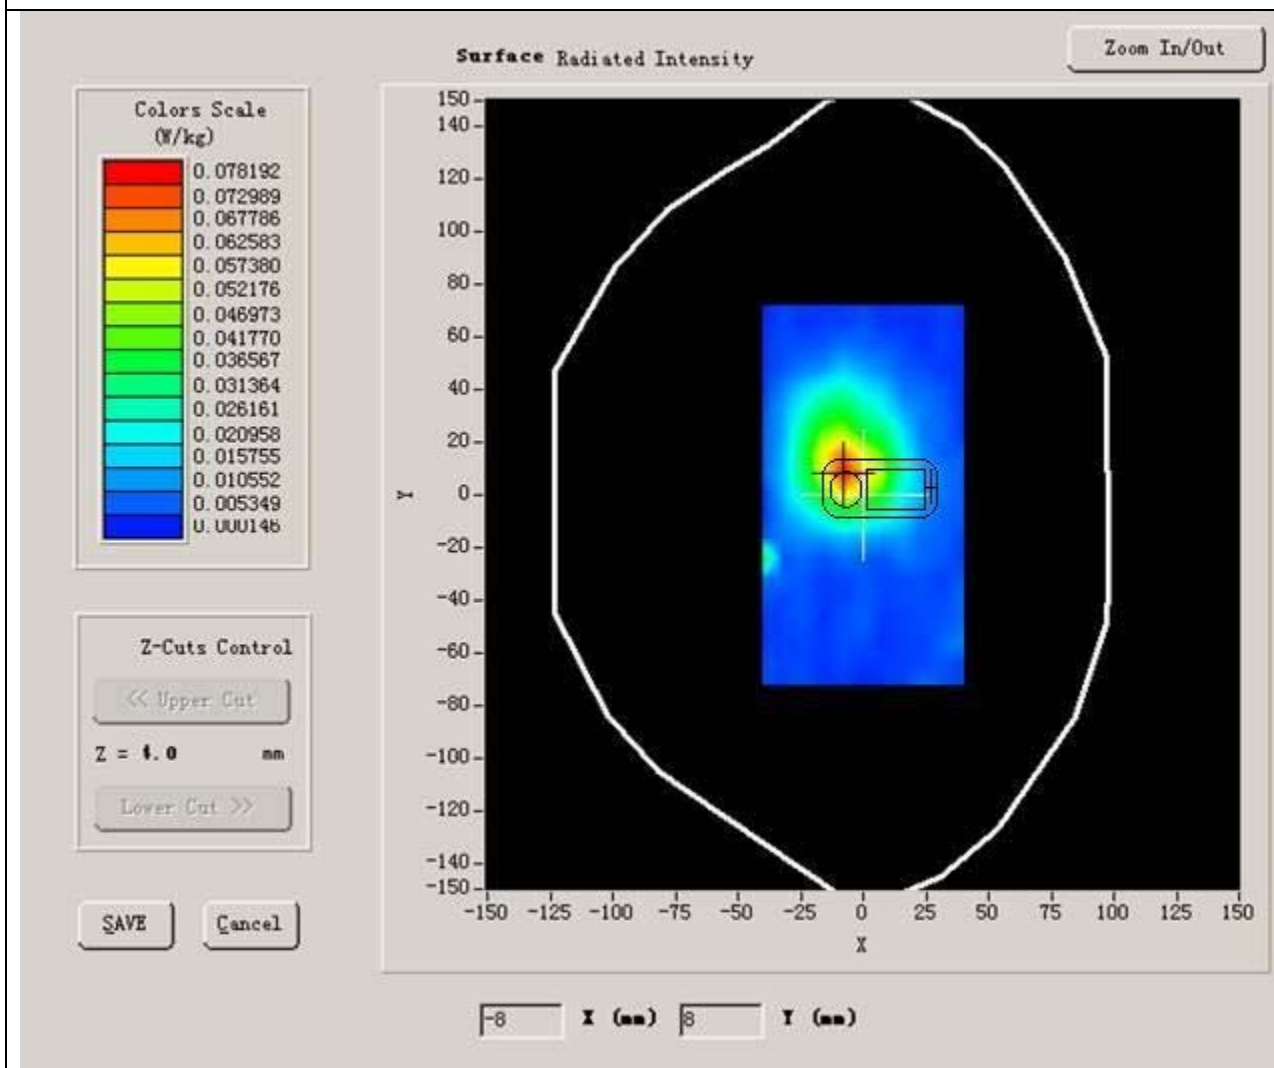 Surface Radiated Intensity
Zoom In/Out
Colors Scale
(W/kg)
0.078192
0.072989
0.067786
0.062583
0.057380
0.052176
0.046973
0.041770
0.036567
0.031364
0.026161
0.020958
0.015755
0.010552
0.005349
0.000146
Z-Cuts Control
<< Upper Cut
Z = 4.0 mm
Lower Cut >>
SAVE Cancel
150
140
120
100
80
60
40
20
0
-20
-40
-60
-80
-100
-120
-140
-150
Y
-150 -125 -100 -75 -50 -25 0 25 50 75 100 125 150
X
-8 X (mm) 8 Y (mm)